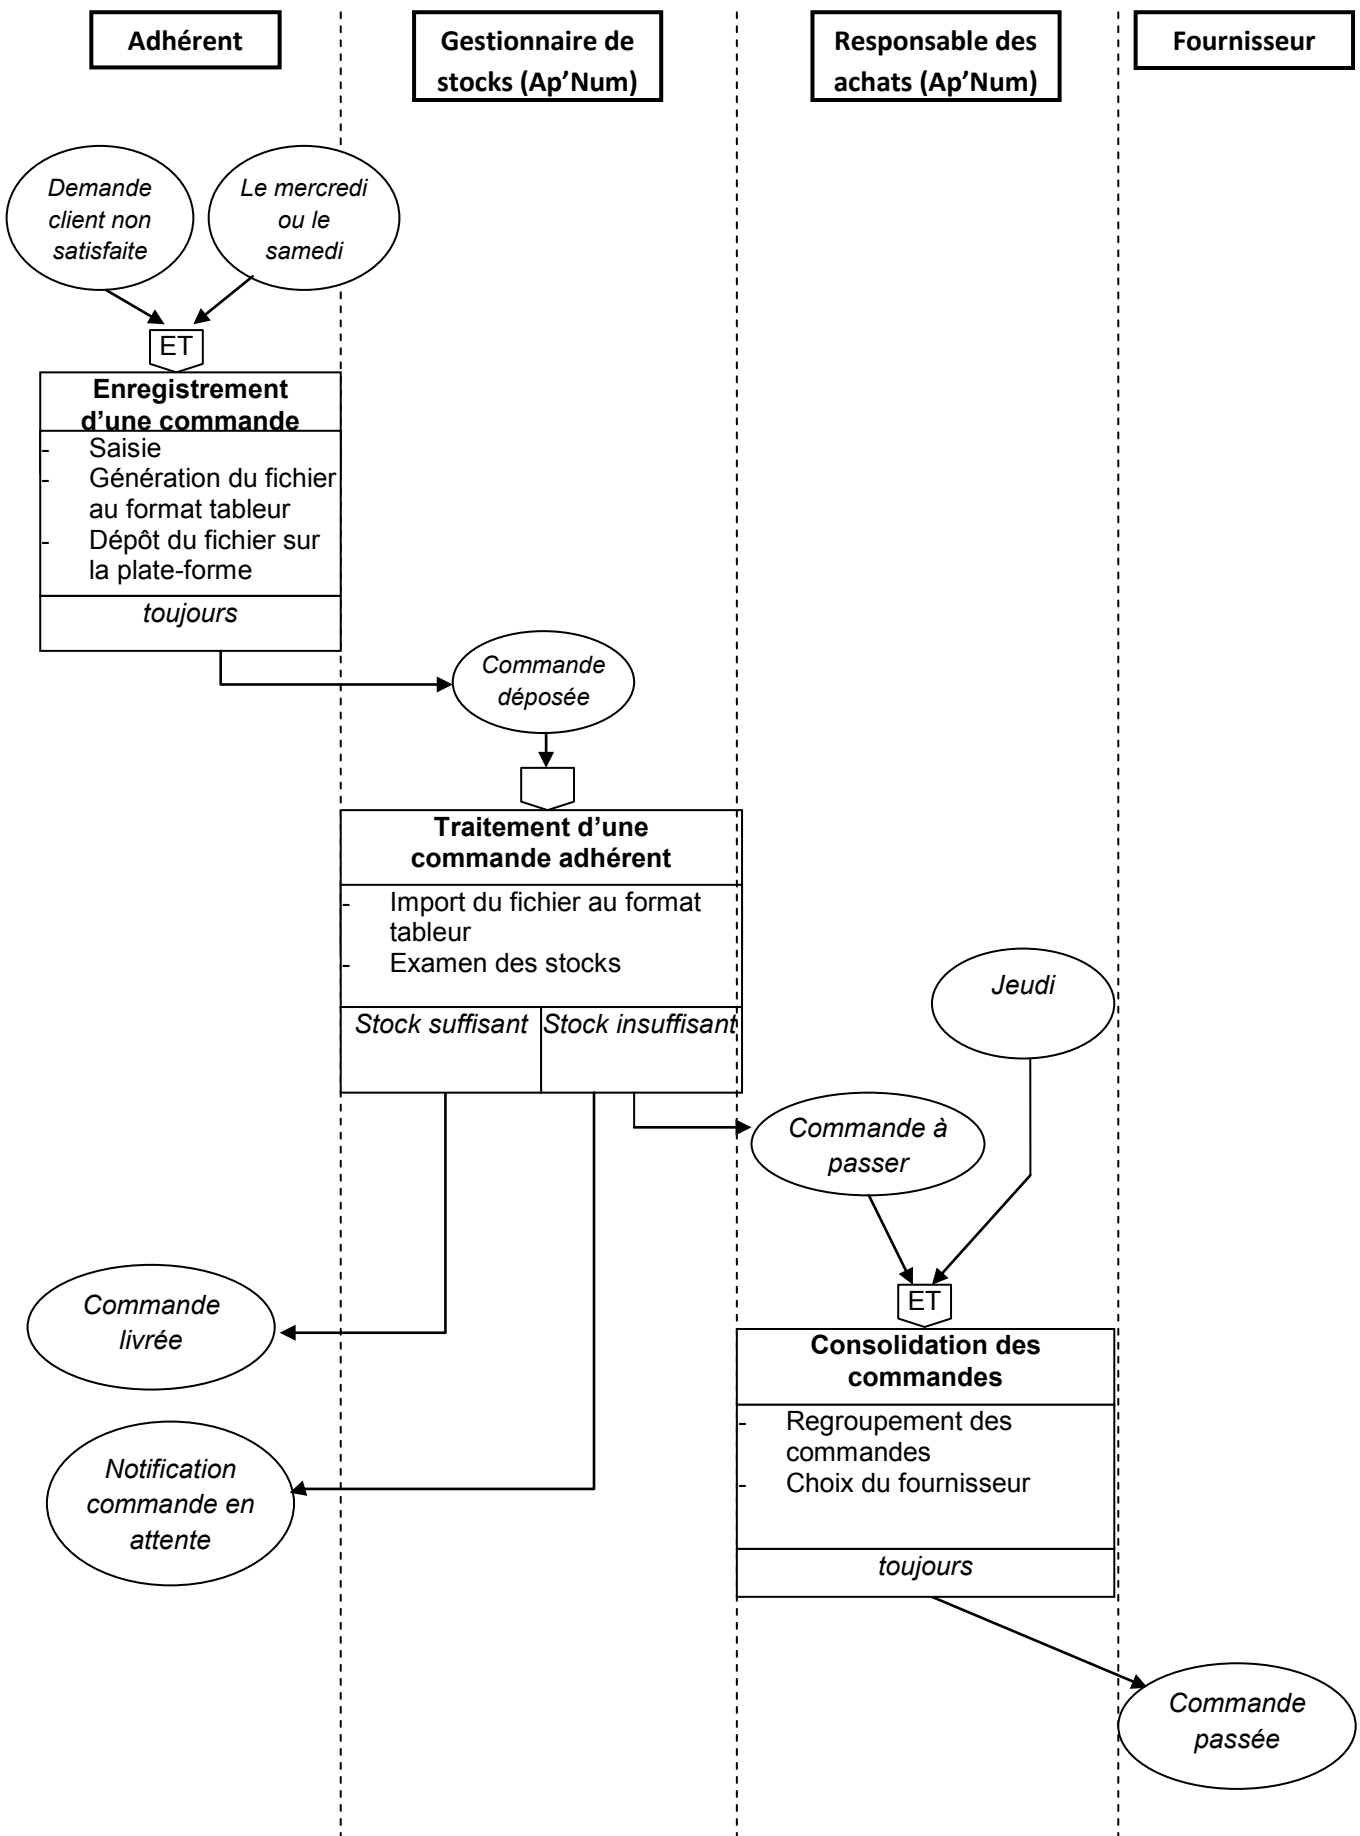 Adhérent
Gestionnaire de
stocks (Ap’Num)
Responsable des
achats (Ap’Num)
Fournisseur
Demande
client non
satisfaite
Le mercredi
ou le
samedi
ET
Enregistrement
d’une commande
- Saisie
- Génération du fichier
au format tableur
- Dépôt du fichier sur
la plate-forme
toujours
Commande
déposée
Traitement d’une
commande adhérent
- Import du fichier au format
tableur
- Examen des stocks
Stock suffisant
Stock insuffisant
Jeudi
Commande à
passer
ET
Commande
livrée
Consolidation des
commandes
- Regroupement des
commandes
- Choix du fournisseur
toujours
Notification
commande en
attente
Commande
passée